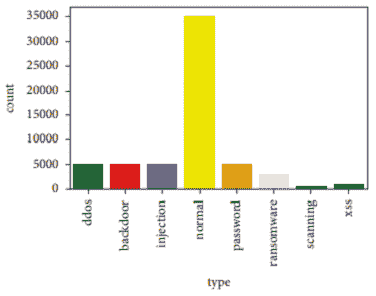 35000
30000
25000
20000
15000
10000
5000
0
count
ddos
backdoor
injection
normal
password
ransomware
scanning
xss
type